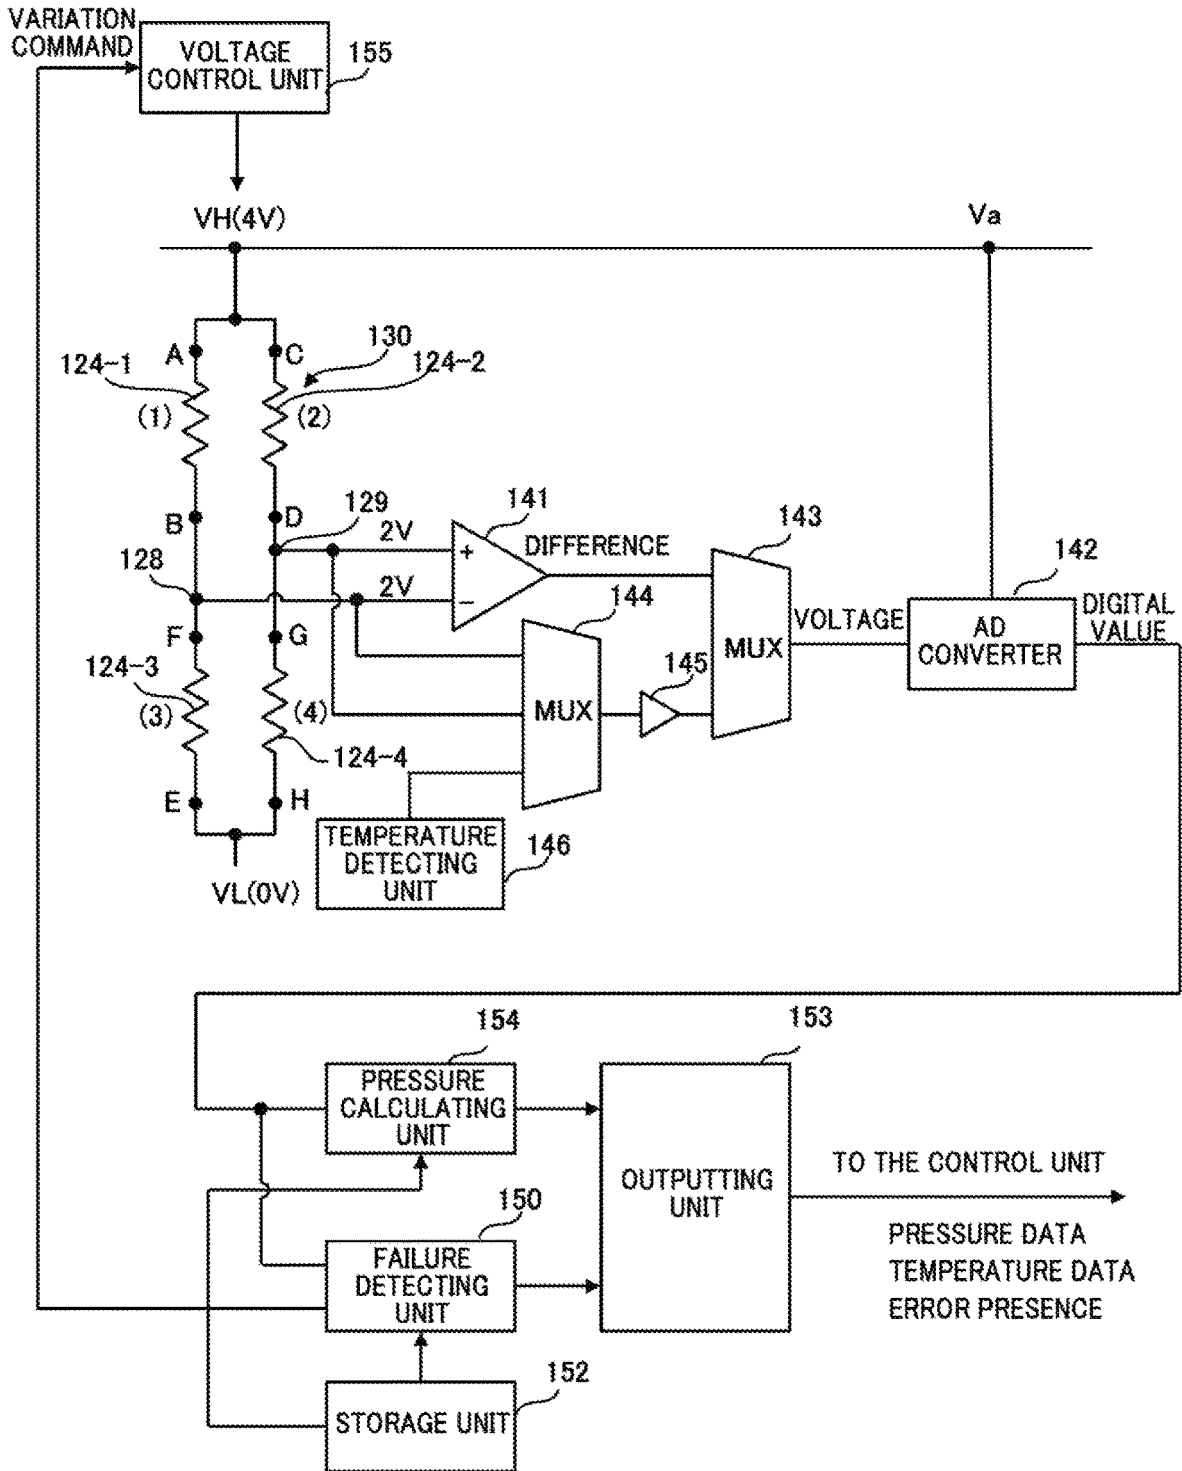 VARIATION
COMMAND
VOLTAGE
CONTROL UNIT
155
VH(4V)
Va
A
C
130
124-1
124-2
(1)
(2)
B
D
129
2V
141
DIFFERENCE
143
128
2V
+
−
144
142
F
G
VOLTAGE
AD
CONVERTER
DIGITAL
VALUE
MUX
124-3
145
(3)
(4)
MUX
124-4
E
H
TEMPERATURE
DETECTING
UNIT
146
VL(0V)
154
153
PRESSURE
CALCULATING
UNIT
OUTPUTTING
UNIT
TO THE CONTROL UNIT
150
PRESSURE DATA
TEMPERATURE DATA
ERROR PRESENCE
FAILURE
DETECTING
UNIT
152
STORAGE UNIT